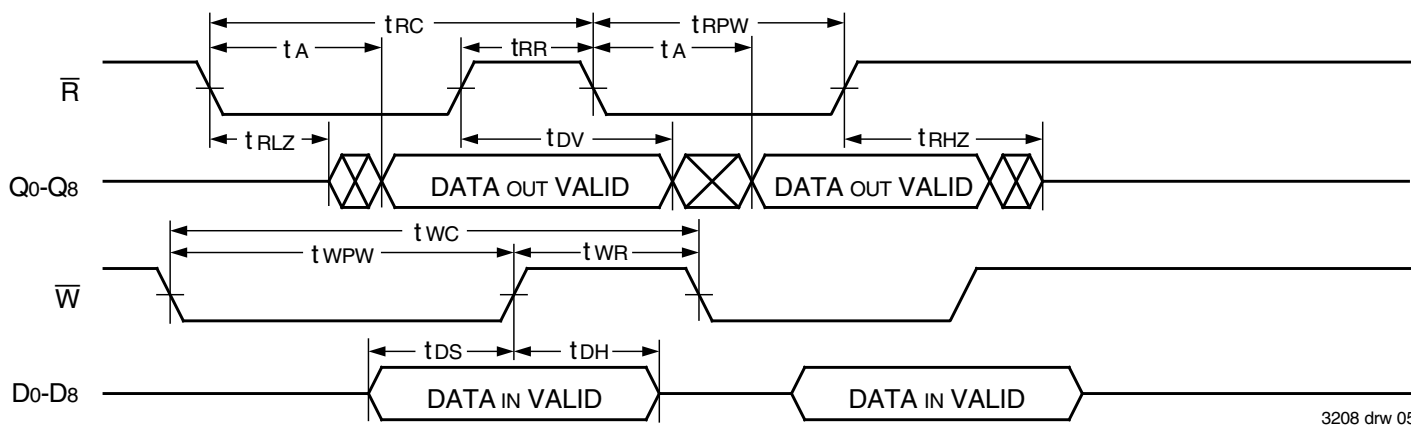 tRC tRPW
tA tRR tA
R̅
tRLZ tDV tRHZ
Q0-Q8 DATA OUT VALID DATA OUT VALID
tWC
tWPW tWR
W̅
tDS tDH
D0-D8 DATA IN VALID DATA IN VALID
3208 drw 05